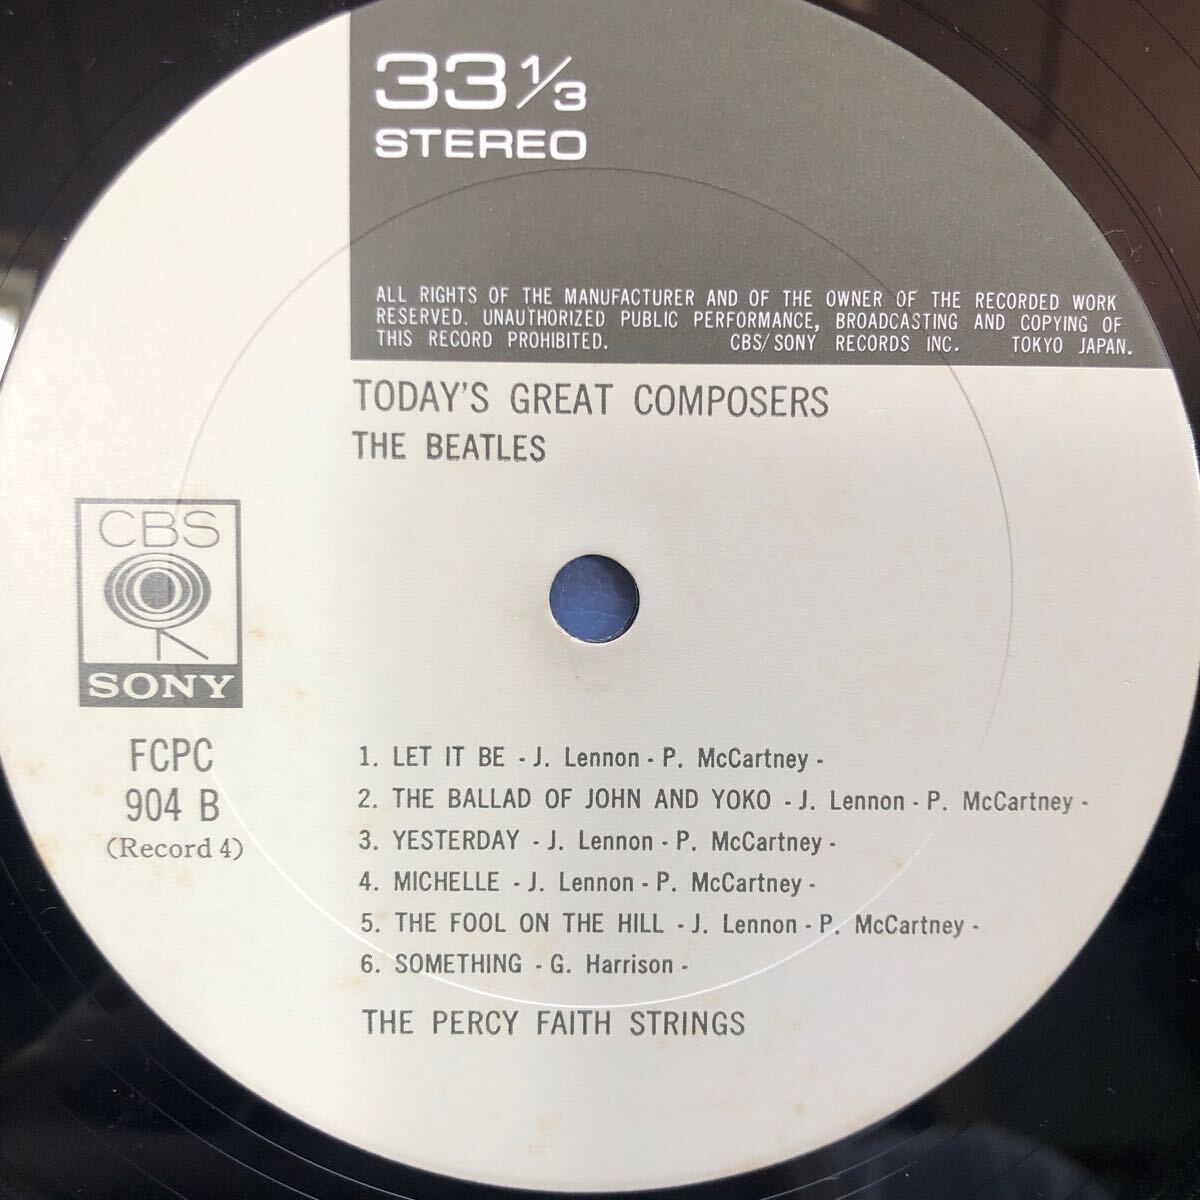 33 1/3
STEREO
ALL RIGHTS OF THE MANUFACTURER AND OF THE OWNER OF THE RECORDED WORK
RESERVED. UNAUTHORIZED PUBLIC PERFORMANCE, BROADCASTING AND COPYING OF
THIS RECORD PROHIBITED. CBS/SONY RECORDS INC. TOKYO JAPAN.
TODAY'S GREAT COMPOSERS
THE BEATLES
CBS
SONY
FCPC
904 B
(Record 4)
1. LET IT BE - J. Lennon - P. McCartney -
2. THE BALLAD OF JOHN AND YOKO - J. Lennon - P. McCartney -
3. YESTERDAY - J. Lennon - P. McCartney -
4. MICHELLE - J. Lennon - P. McCartney -
5. THE FOOL ON THE HILL - J. Lennon - P. McCartney -
6. SOMETHING - G. Harrison -
THE PERCY FAITH STRINGS